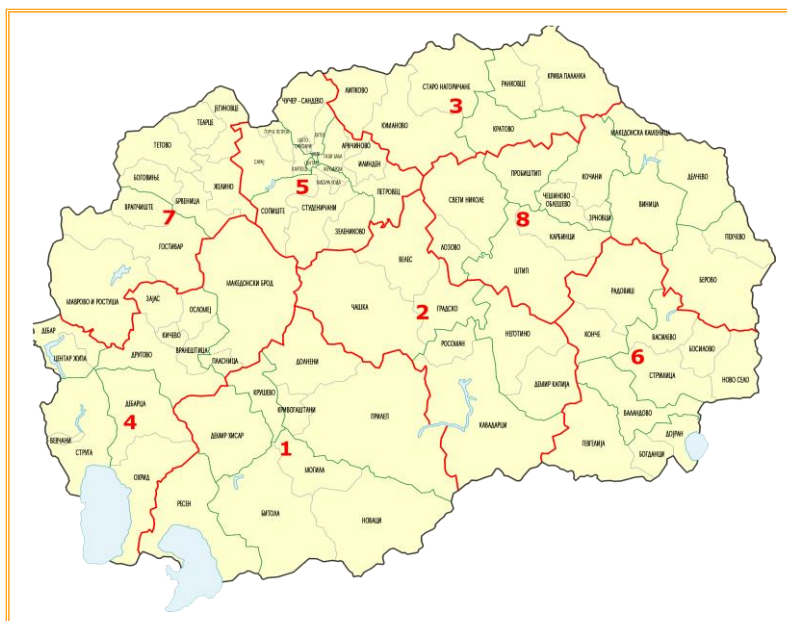 ЧУЧЕР - САНДЕВО
ЛИПКОВО
СТАРО НАГОРИЧАНЕ
РАНКОВЦЕ
КРИВА ПАЛАНКА
3
КУМАНОВО
КРАТОВО
ЈЕГУНОВЦЕ
ТЕАРЦЕ
ТЕТОВО
БОГОВИЊЕ
ЖЕЛИНО
БРВЕНИЦА
ВРАПЧИШТЕ
7
ГОСТИВАР
МАВРОВО И РОСТУША
САРАЈ
АРАЧИНОВО
ИЛИНДЕН
ПЕТРОВЕЦ
5
СОПИШТЕ
СТУДЕНИЧАНИ
ЗЕЛЕНИКОВО
МАКЕДОНСКА КАМЕНИЦА
ДЕЛЧЕВО
ПРОБИШТИП
КОЧАНИ
ЧЕШИНОВО
ОБЛЕШЕВО
ЗРНОВЦИ
ВИНИЦА
СВЕТИ НИКОЛЕ
8
КАРБИНЦИ
ЛОЗОВО
ШТИП
ПЕХЧЕВО
БЕРОВО
МАКЕДОНСКИ БРОД
ВЕЛЕС
ЧАШКА
2
ГРАДСКО
РОСОМАН
НЕГОТИНО
ДЕМИР КАПИЈА
КАВАДАРЦИ
РАДОВИШ
КОНЧЕ
ВАСИЛЕВО
6
БОСИЛОВО
СТРУМИЦА
НОВО СЕЛО
ВАЛАНДОВО
ДОЈРАН
ГЕВГЕЛИЈА
БОГДАНЦИ
ЗАЈАС
ОСЛОМЕЈ
КИЧЕВО
ВРАНЕШТИЦА
ПЛАСНИЦА
ДРУГОВО
ДЕБАР
ЦЕНТАР ЖУПА
ДЕБАРЦА
4
ВЕВЧАНИ
СТРУГА
ОХРИД
ДОЛНЕНИ
КРУШЕВО
КРИВОГАШТАНИ
ПРИЛЕП
ДЕМИР ХИСАР
1
МОГИЛА
РЕСЕН
БИТОЛА
НОВАЦИ